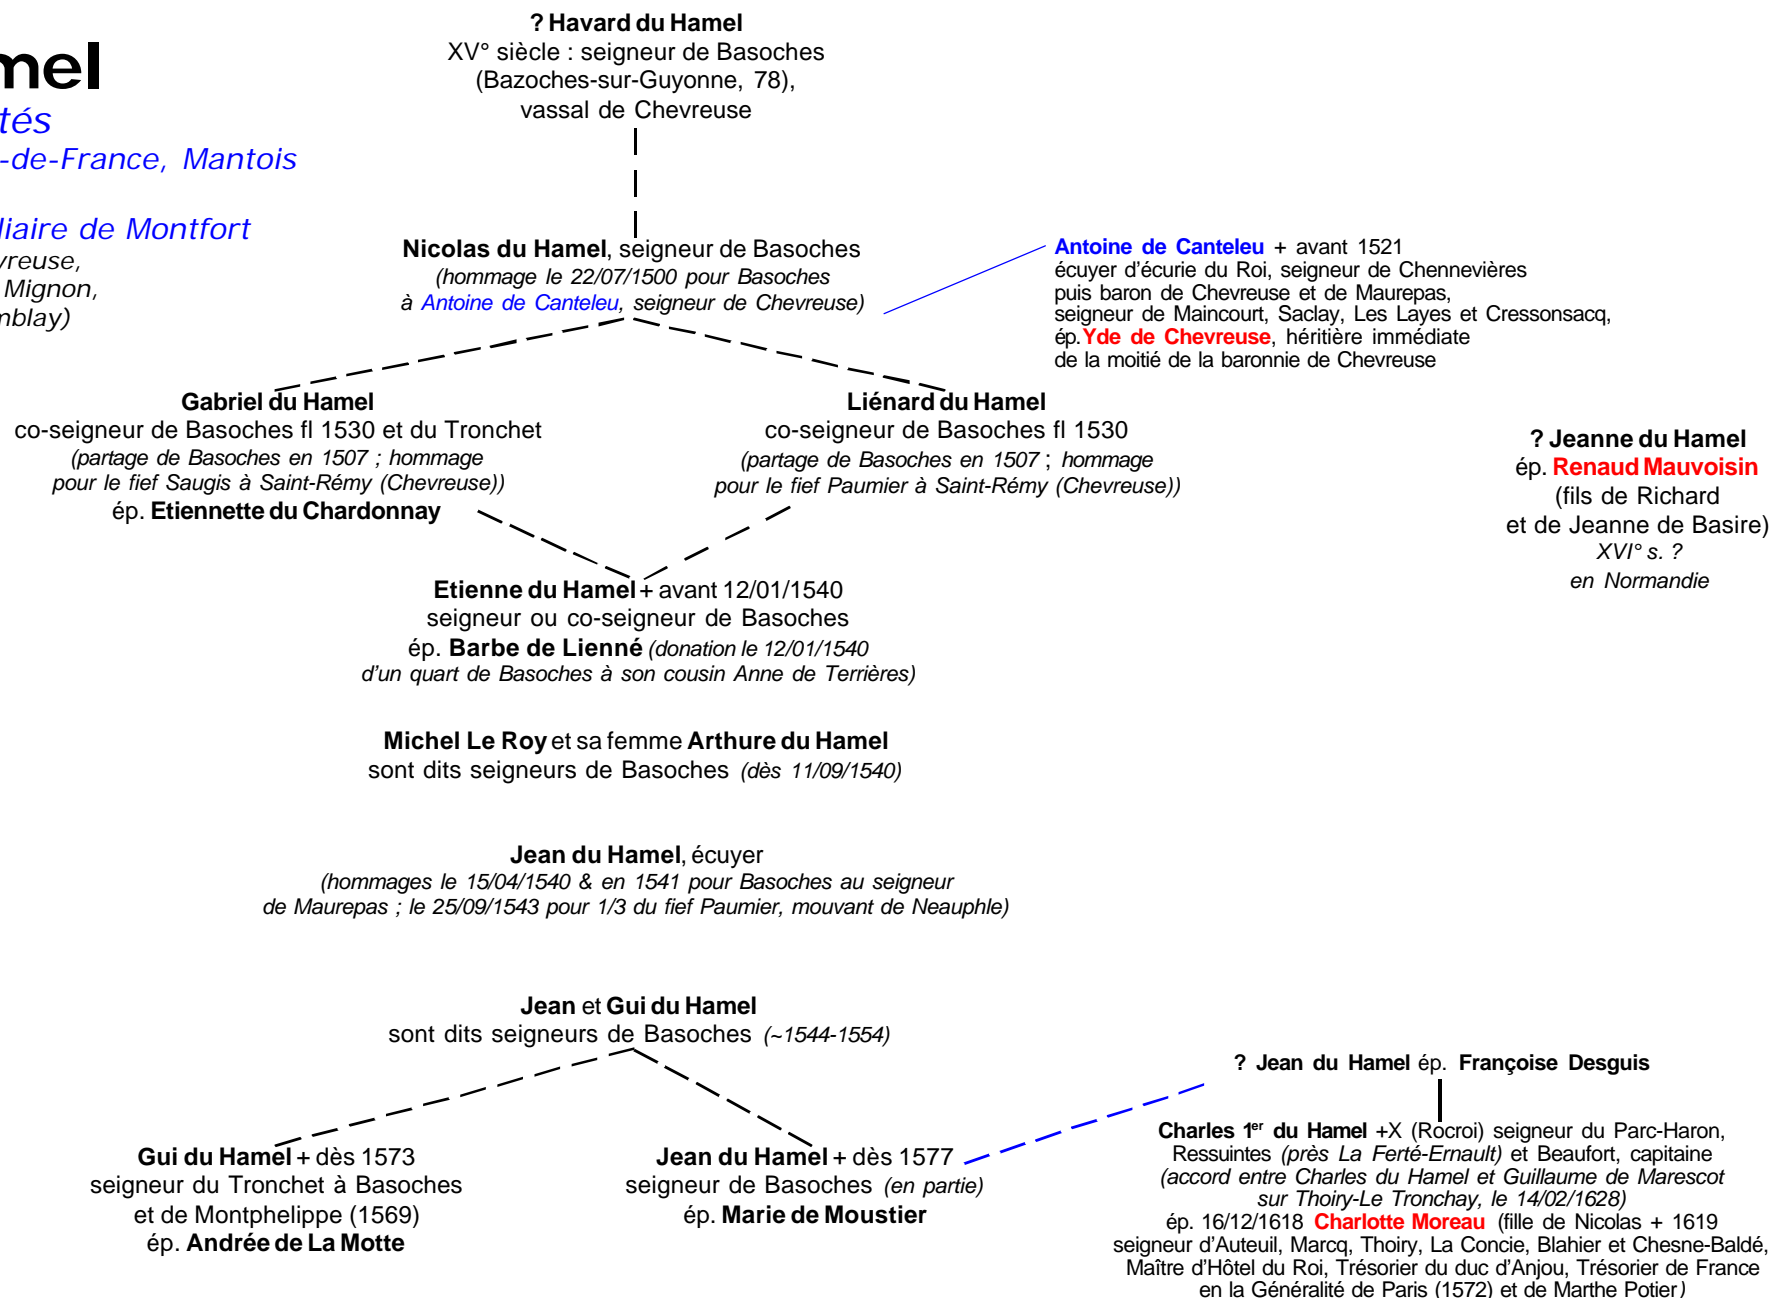 mel
tés
-de-France, Mantois
liaire de Montfort
vreuse,
Mignon,
mblay)
? Havard du Hamel
XV° siècle : seigneur de Basoches
(Bazoches-sur-Guyonne, 78),
vassal de Chevreuse
Nicolas du Hamel, seigneur de Basoches
(hommage le 22/07/1500 pour Basoches
à Antoine de Canteleu, seigneur de Chevreuse)
Antoine de Canteleu + avant 1521
écuyer d'écurie du Roi, seigneur de Chennevières
puis baron de Chevreuse et de Maurepas,
seigneur de Maincourt, Saclay, Les Layes et Cressonsacq,
ép. Yde de Chevreuse, héritière immédiate
de la moitié de la baronnie de Chevreuse
Gabriel du Hamel
co-seigneur de Basoches fl 1530 et du Tronchet
(partage de Basoches en 1507 ; hommage
pour le fief Saugis à Saint-Rémy (Chevreuse))
ép. Etiennette du Chardonnay
Liénard du Hamel
co-seigneur de Basoches fl 1530
(partage de Basoches en 1507 ; hommage
pour le fief Paumier à Saint-Rémy (Chevreuse))
? Jeanne du Hamel
ép. Renaud Mauvoisin
(fils de Richard
et de Jeanne de Basire)
XVI° s. ?
en Normandie
Etienne du Hamel + avant 12/01/1540
seigneur ou co-seigneur de Basoches
ép. Barbe de Lienné (donation le 12/01/1540
d'un quart de Basoches à son cousin Anne de Terrières)
Michel Le Roy et sa femme Arthure du Hamel
sont dits seigneurs de Basoches (dès 11/09/1540)
Jean du Hamel, écuyer
(hommages le 15/04/1540 & en 1541 pour Basoches au seigneur
de Maurepas ; le 25/09/1543 pour 1/3 du fief Paumier, mouvant de Neauphle)
Jean et Gui du Hamel
sont dits seigneurs de Basoches (~1544-1554)
Gui du Hamel + dès 1573
seigneur du Tronchet à Basoches
et de Montphelippe (1569)
ép. Andrée de La Motte
Jean du Hamel + dès 1577
seigneur de Basoches (en partie)
ép. Marie de Moustier
? Jean du Hamel ép. Françoise Desguis
Charles 1er du Hamel +X (Rocroi) seigneur du Parc-Haron,
Ressuintes (près La Ferté-Ernault) et Beaufort, capitaine
(accord entre Charles du Hamel et Guillaume de Marescot
sur Thoiry-Le Tronchay, le 14/02/1628)
ép. 16/12/1618 Charlotte Moreau (fille de Nicolas + 1619
seigneur d'Auteuil, Marcq, Thoiry, La Concie, Blahier et Chesne-Baldé,
Maître d'Hôtel du Roi, Trésorier du duc d'Anjou, Trésorier de France
en la Généralité de Paris (1572) et de Marthe Potier)